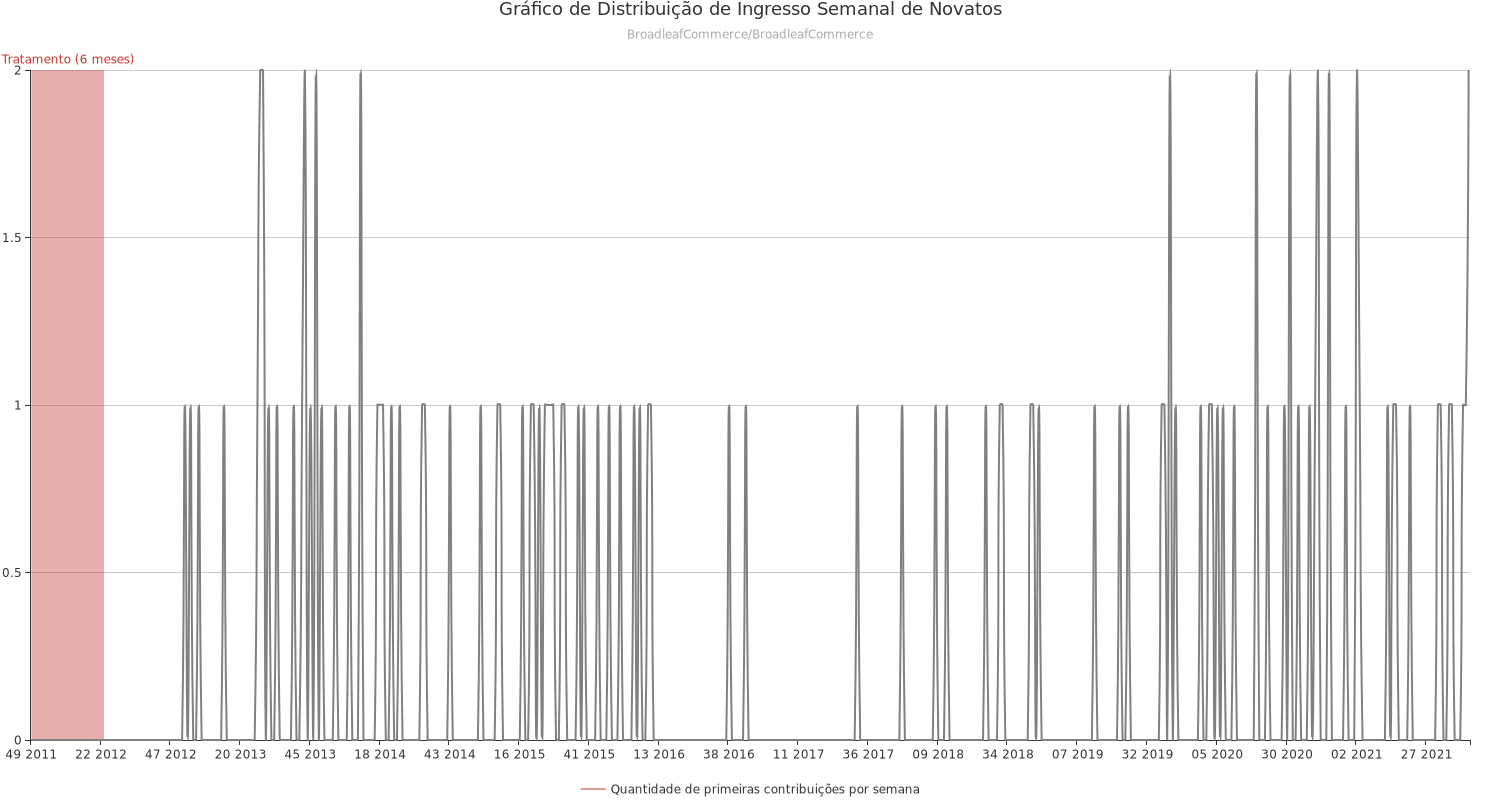 Gráfico de Distribuição de Ingresso Semanal de Novatos
BroadleafCommerce/BroadleafCommerce
Tratamento (6 meses)
2
1.5
1
0.5
0
49 2011 22 2012 47 2012 20 2013 45 2013 18 2014 43 2014 16 2015 41 2015 13 2016 38 2016 11 2017 36 2017 09 2018 34 2018 07 2019 32 2019 05 2020 30 2020 02 2021 27 2021
Quantidade de primeiras contribuições por semana